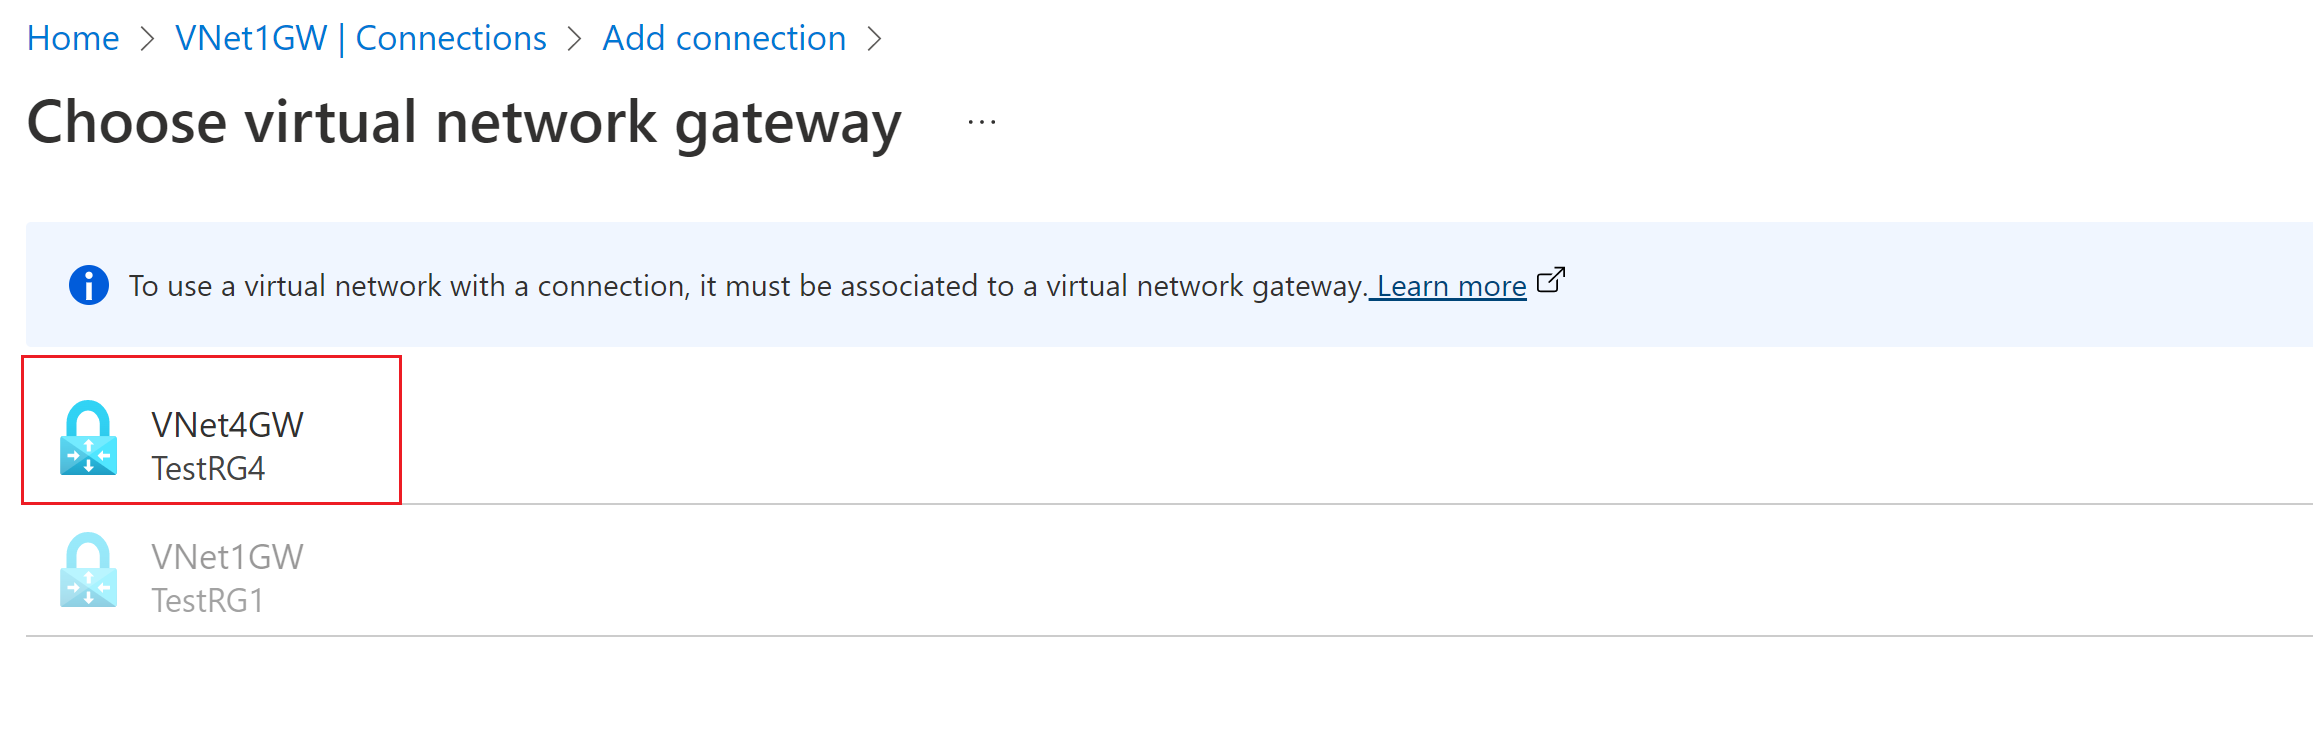 Home > VNet1GW | Connections > Add connection >
Choose virtual network gateway ...
To use a virtual network with a connection, it must be associated to a virtual network gateway. Learn more
VNet4GW
TestRG4
VNet1GW
TestRG1